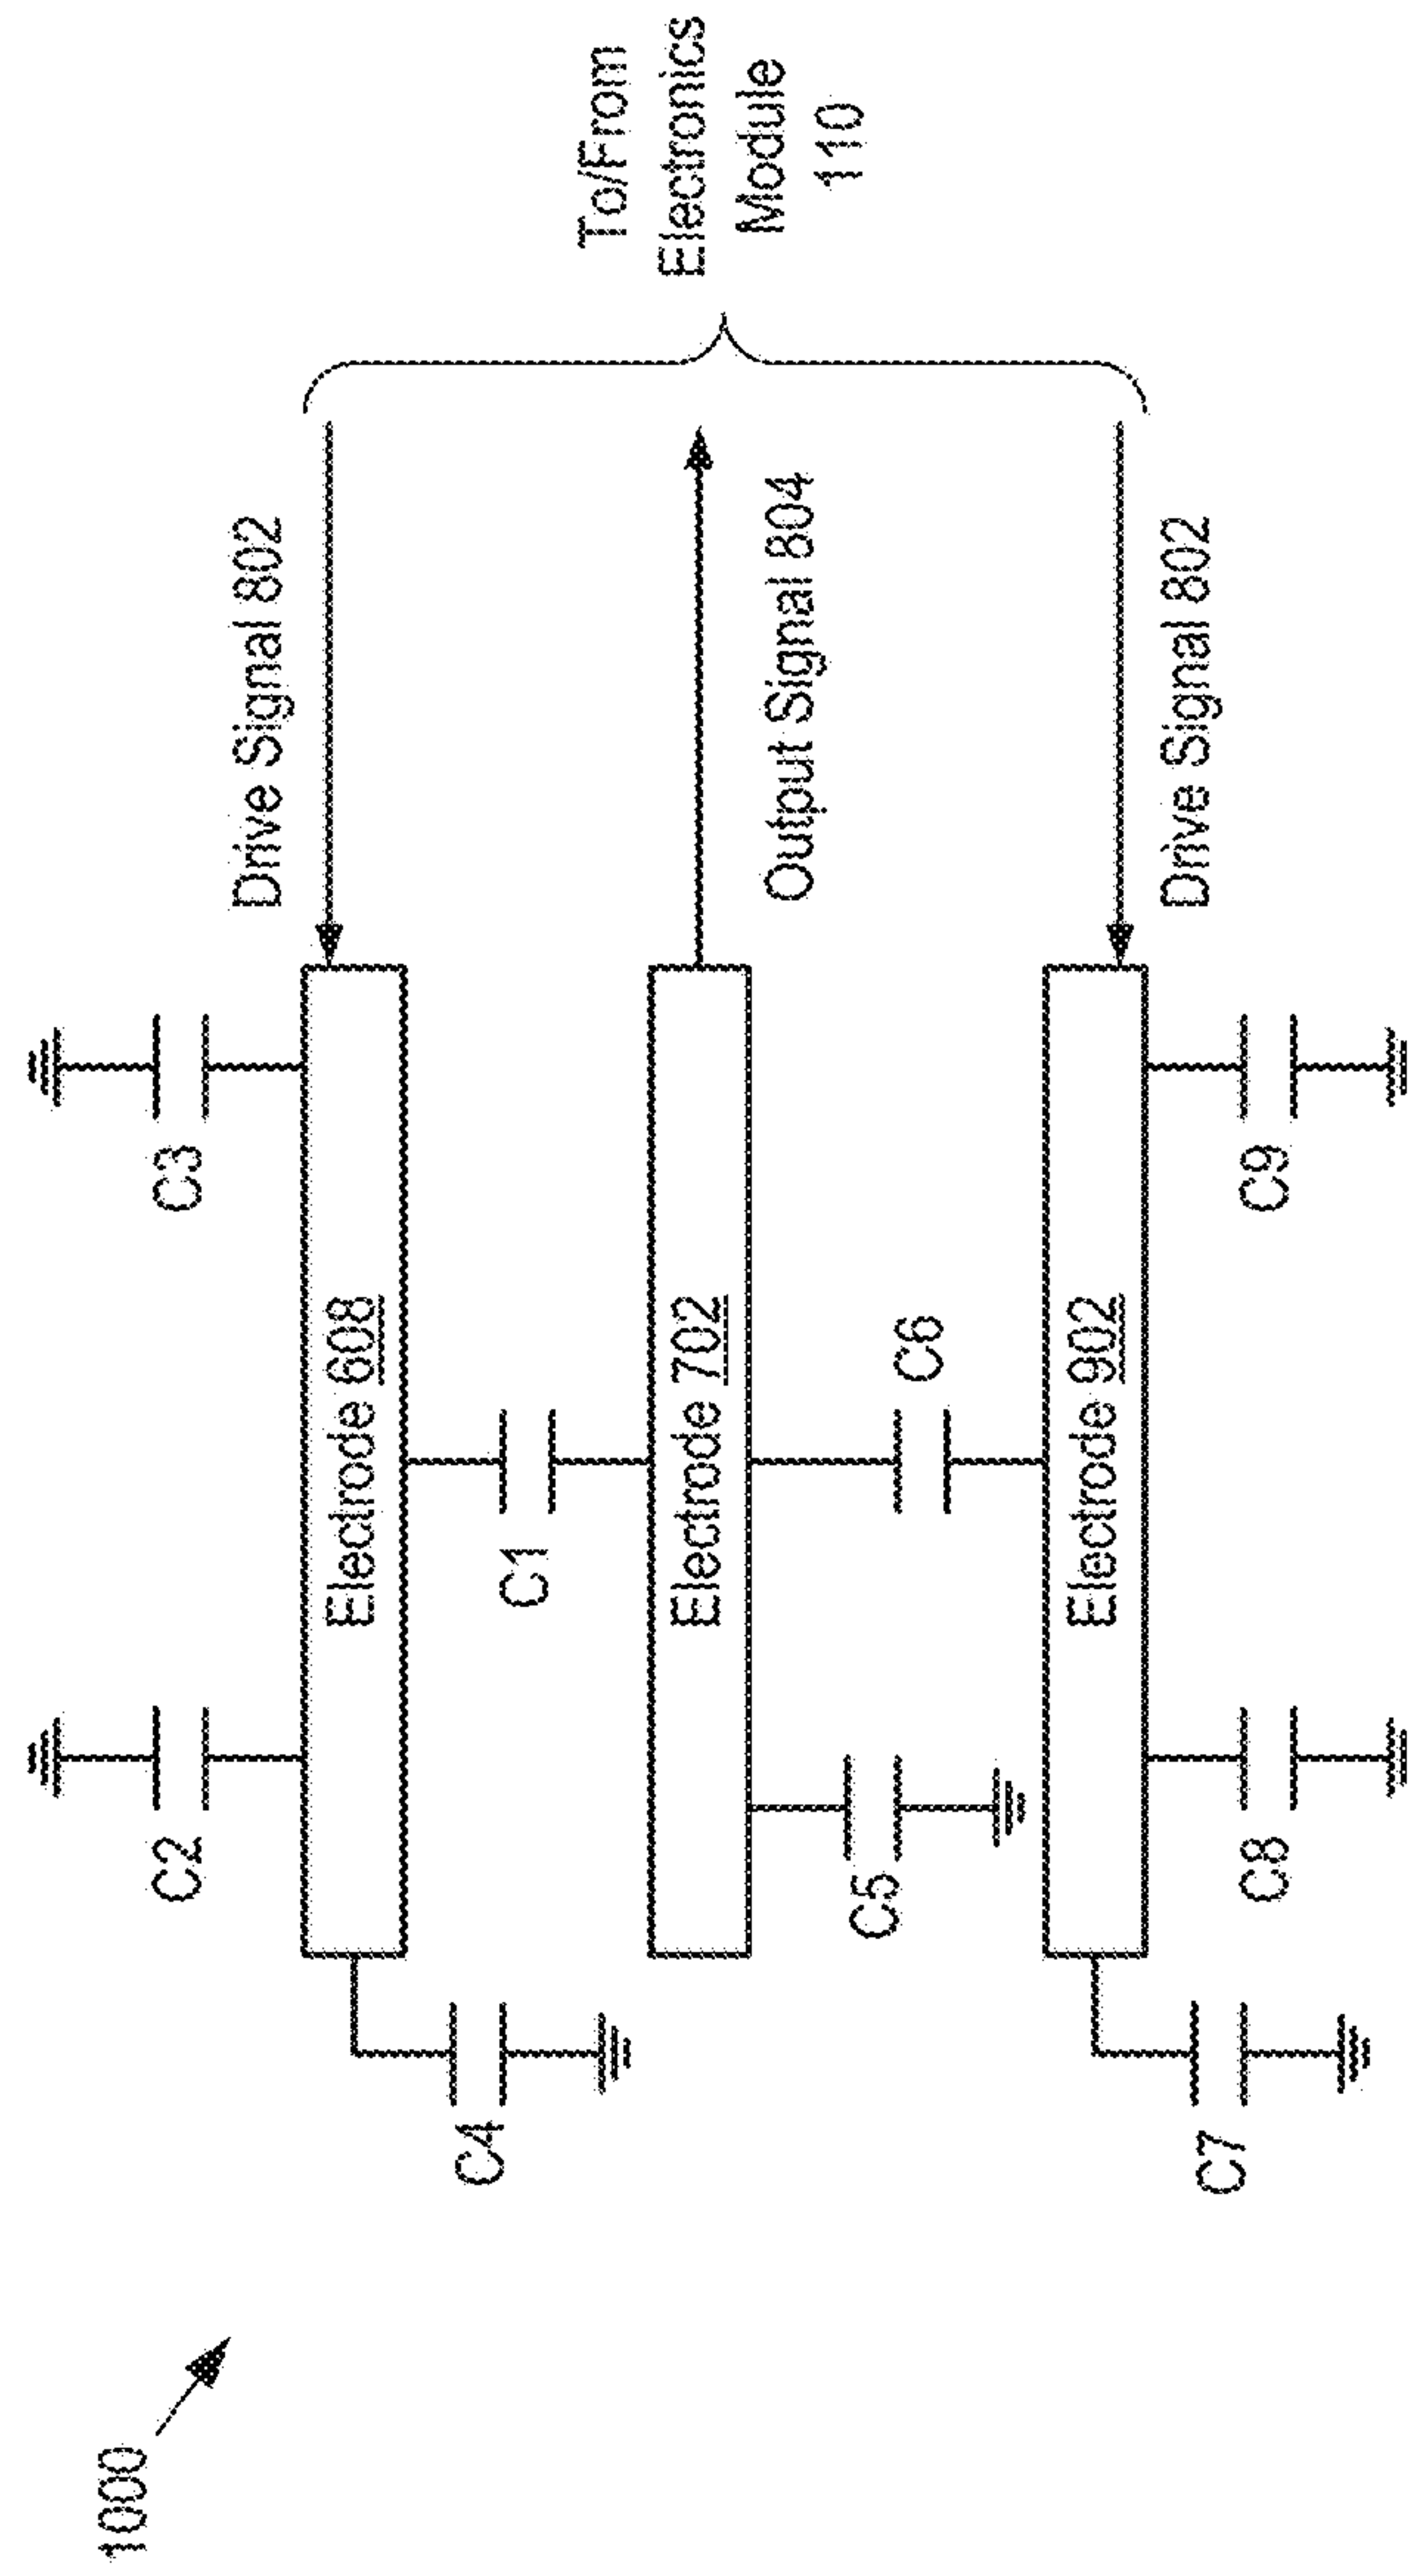 1000
C2
C3
Drive Signal 802
Electrode 608
C4
C1
To/From
Electronics
Module
110
Electrode 702
Output Signal 804
C5
C6
Electrode 902
Drive Signal 802
C7
C8
C9